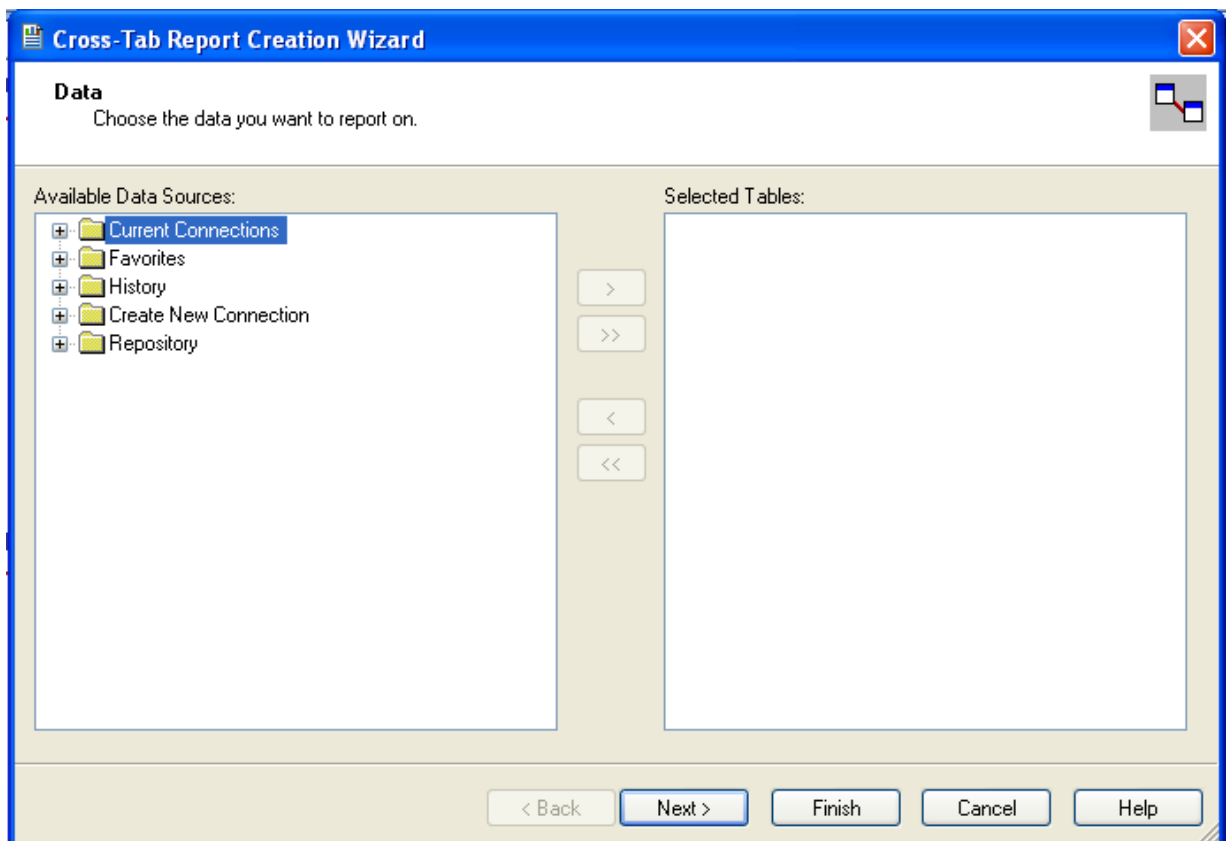 Cross-Tab Report Creation Wizard
Data
Choose the data you want to report on.
Available Data Sources:
Selected Tables:
Current Connections
Favorites
History
Create New Connection
Repository
>
>>
<
<<
< Back
Next >
Finish
Cancel
Help